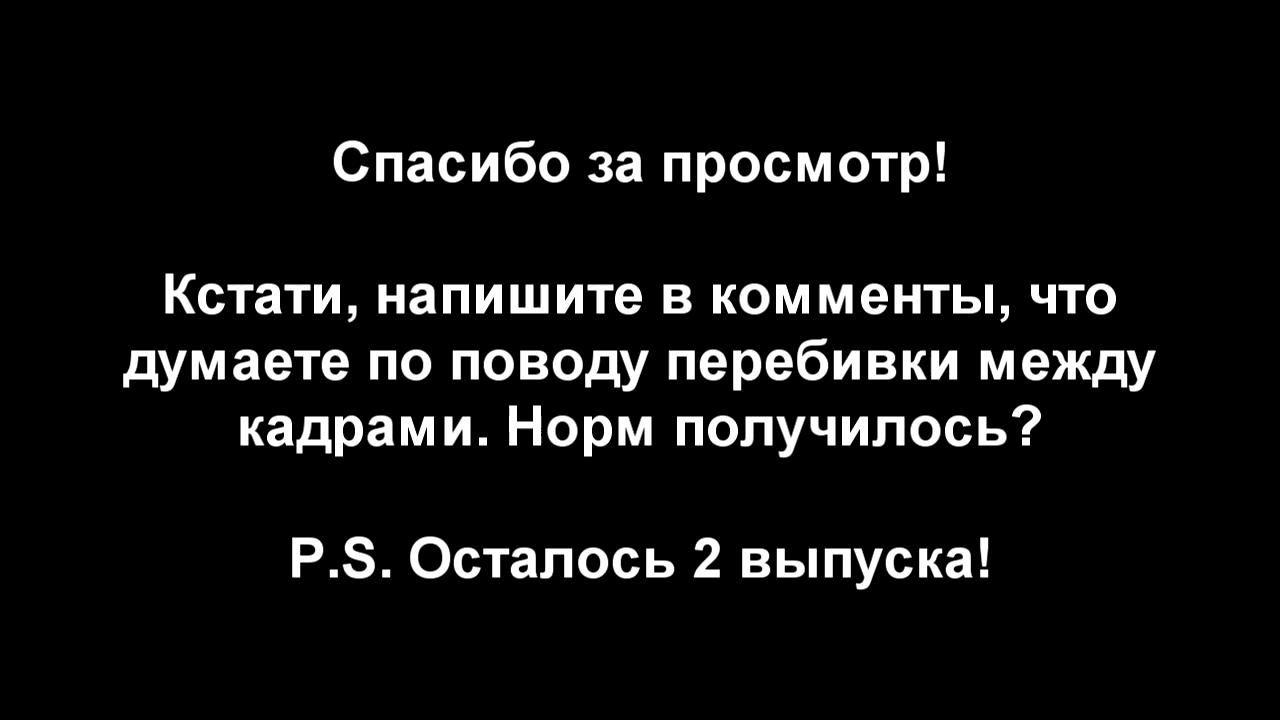 Спасибо за просмотр!
Кстати, напишите в комменты, что
думаете по поводу перебивки между
кадрами. Норм получилось?
P.S. Осталось 2 выпуска!